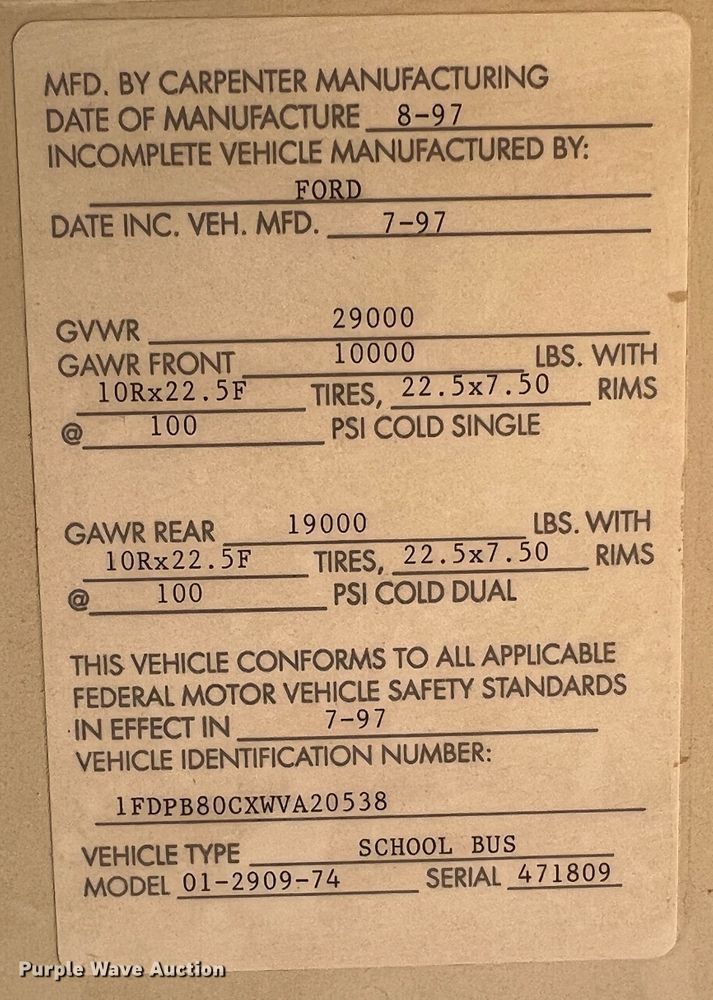 MFD. BY CARPENTER MANUFACTURING
DATE OF MANUFACTURE 8-97
INCOMPLETE VEHICLE MANUFACTURED BY:
FORD
DATE INC. VEH. MFD. 7-97
GVWR 29000
GAWR FRONT 10000 LBS. WITH
10Rx22.5F TIRES, 22.5x7.50 RIMS
@ 100 PSI COLD SINGLE
GAWR REAR 19000 LBS. WITH
10Rx22.5F TIRES, 22.5x7.50 RIMS
@ 100 PSI COLD DUAL
THIS VEHICLE CONFORMS TO ALL APPLICABLE
FEDERAL MOTOR VEHICLE SAFETY STANDARDS
IN EFFECT IN 7-97
VEHICLE IDENTIFICATION NUMBER:
1FDPB80CXWVA20538
VEHICLE TYPE SCHOOL BUS
MODEL 01-2909-74 SERIAL 471809
Purple Wave Auction